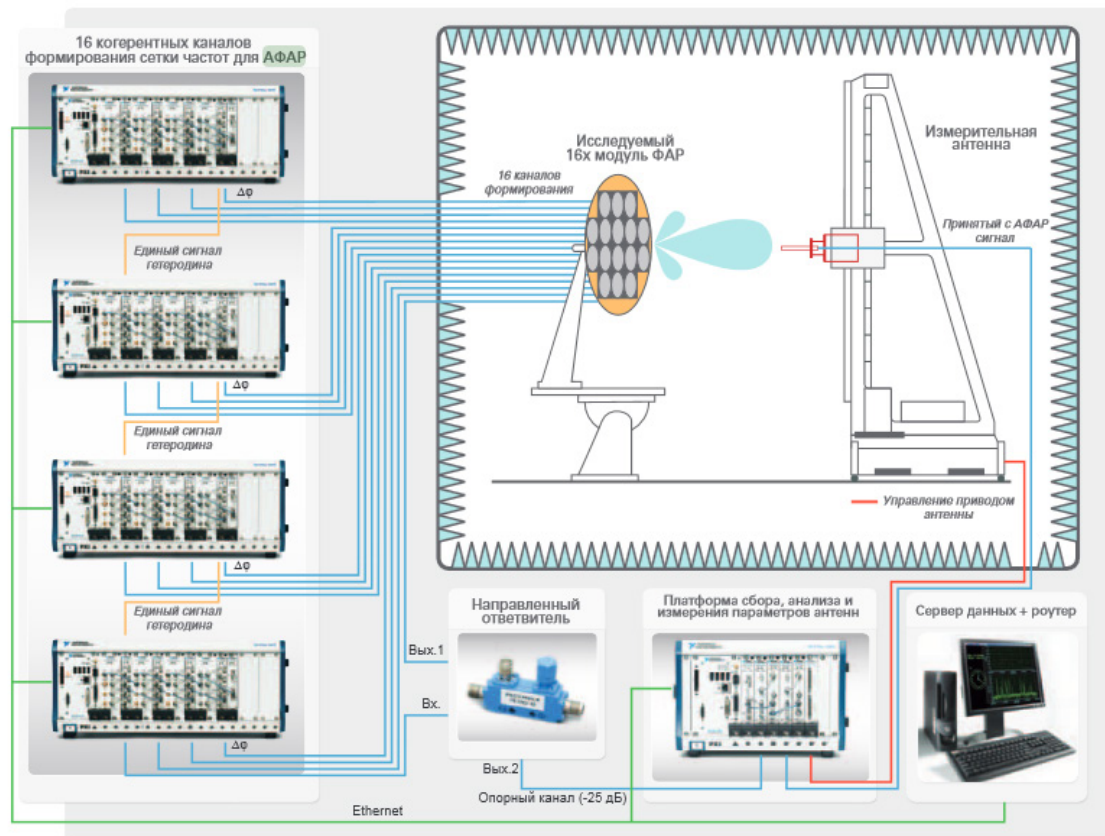 16 когерентных каналов
формирования сетки частот для АФАР
Δφ
Единый сигнал
гетеродина
Δφ
Единый сигнал
гетеродина
Δφ
Единый сигнал
гетеродина
Δφ
16 каналов
формирования
Исследуемый
16х модуль ФАР
Измерительная
антенна
Принятый с АФАР
сигнал
Управление приводом
антенны
Направленный
ответвитель
Вых.1
Вх.
Вых.2
Платформа сбора, анализа и
измерения параметров антенн
Сервер данных + роутер
Опорный канал (-25 дБ)
Ethernet